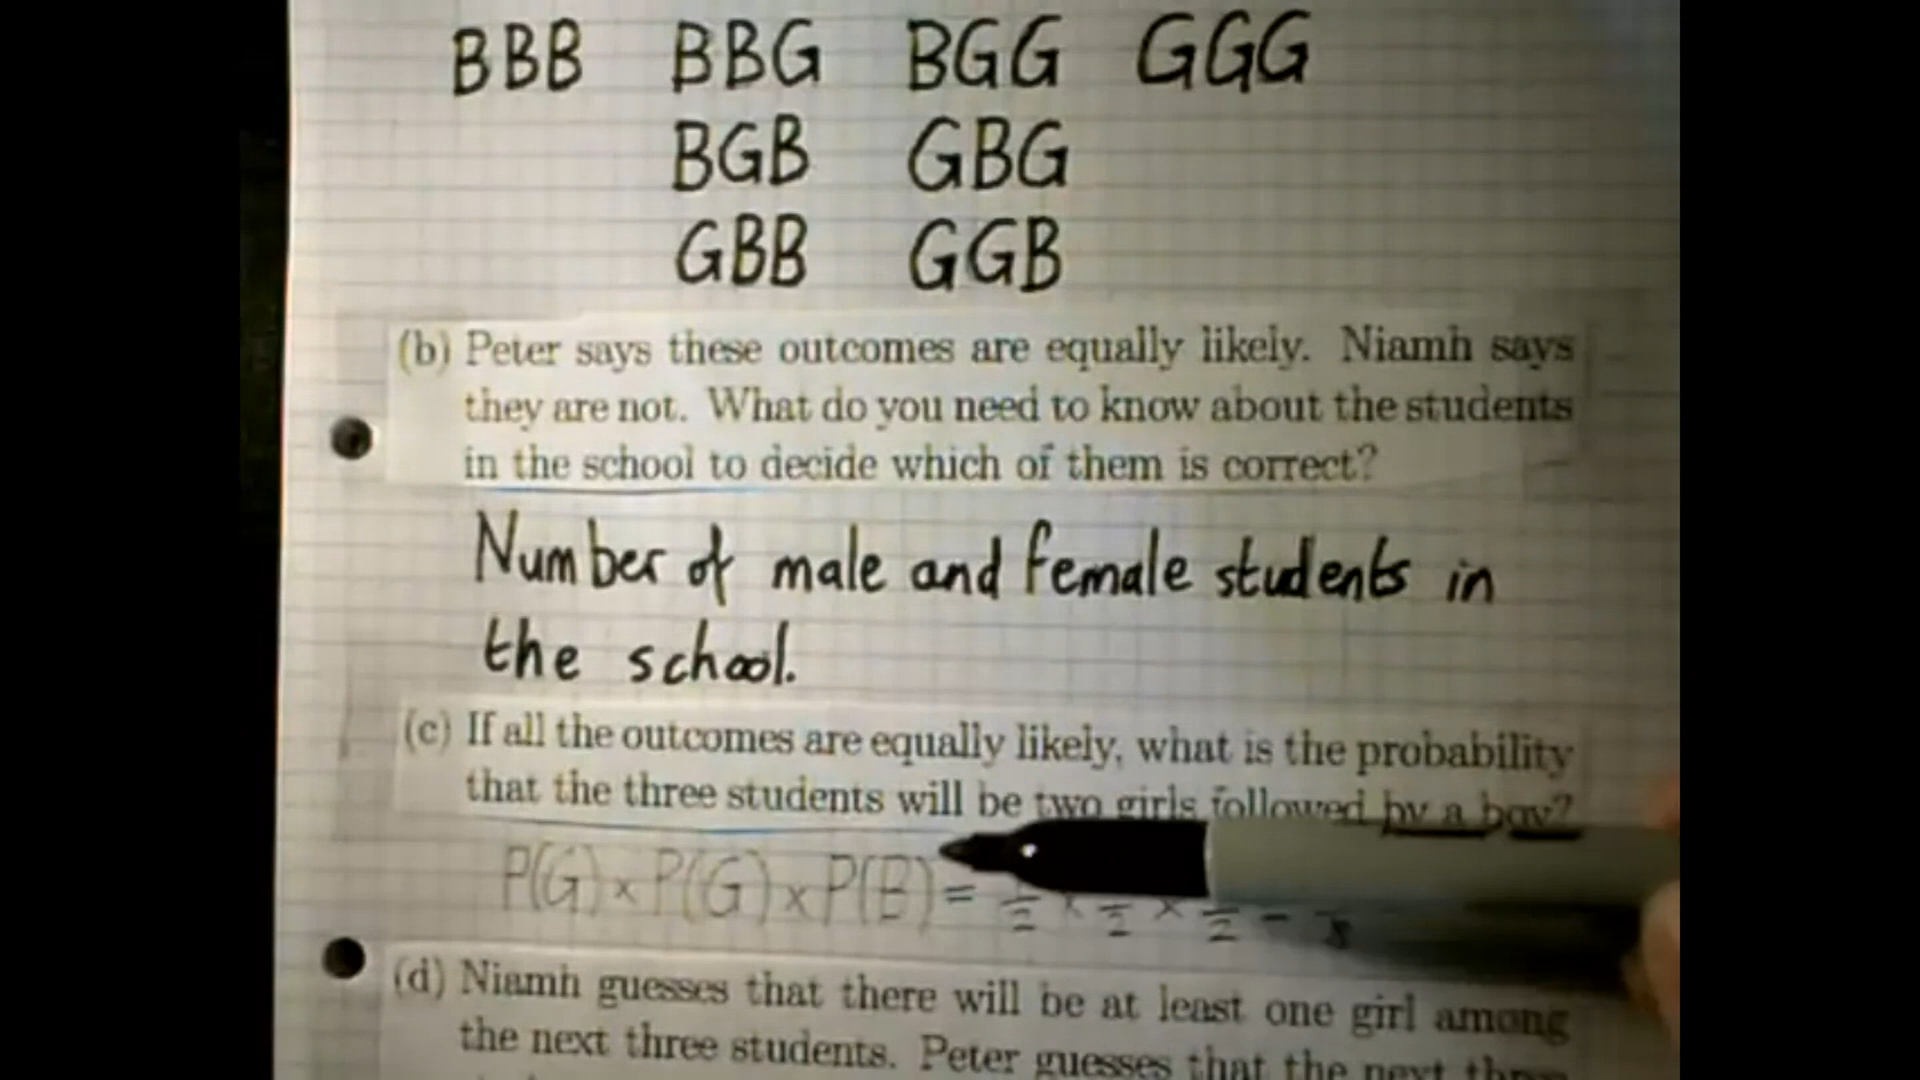 BBB BBG BGG GGG
BGB GBG
GBB GGB
(b) Peter says these outcomes are equally likely. Niamh says
they are not. What do you need to know about the students
in the school to decide which of them is correct?
Number of male and female students in
the school.
(c) If all the outcomes are equally likely, what is the probability
that the three students will be two girls followed by a boy?
P(G) × P(G) × P(B) =
(d) Niamh guesses that there will be at least one girl among
the next three students. Peter guesses that the next three